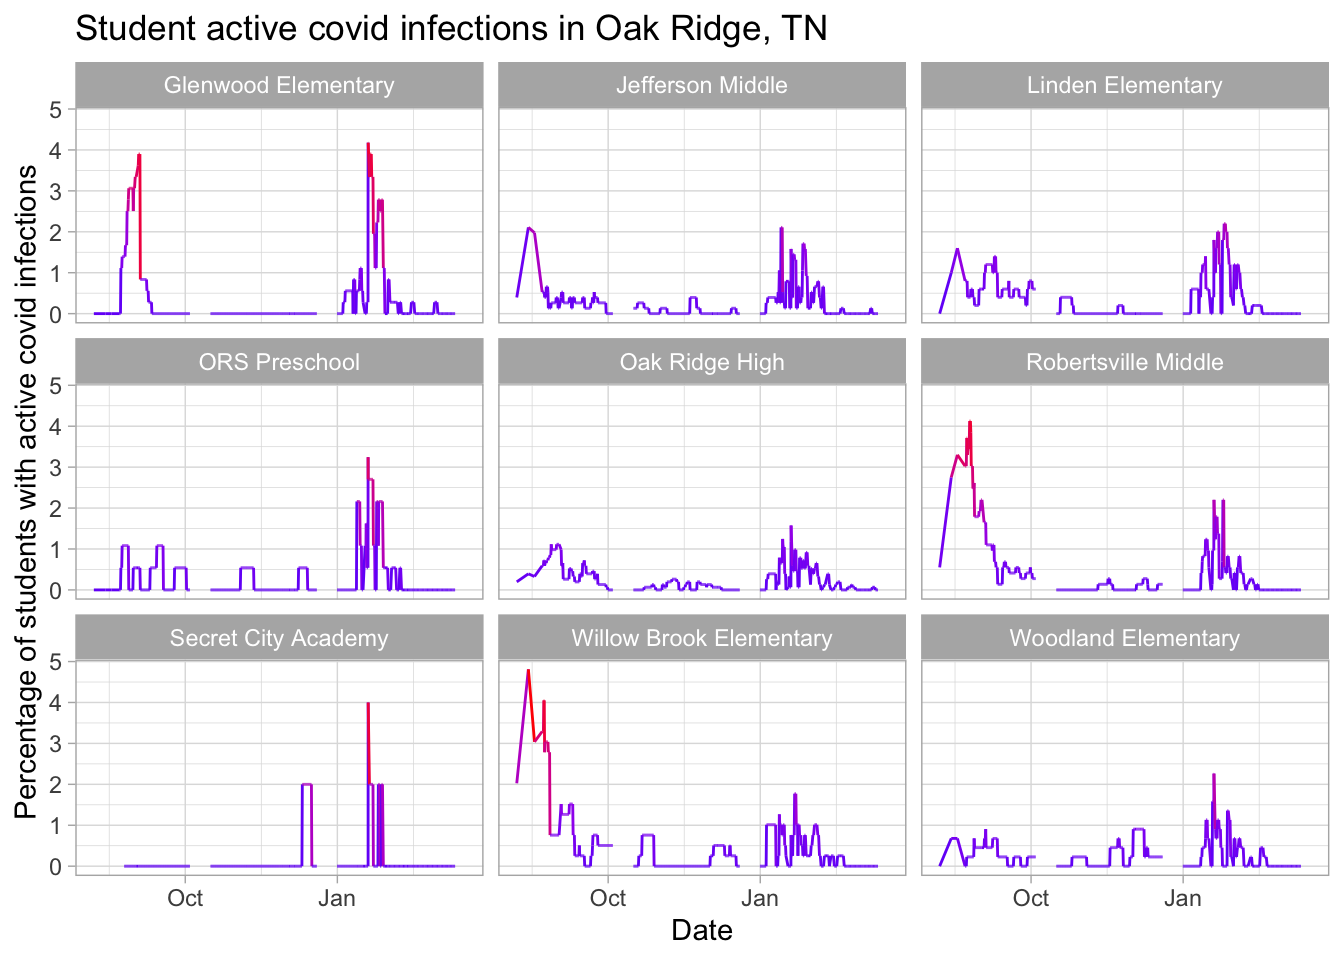 Student active covid infections in Oak Ridge, TN
Glenwood Elementary
Jefferson Middle
Linden Elementary
5
4
3
2
1
0
ORS Preschool
Oak Ridge High
Robertsville Middle
5
4
3
2
1
0
Secret City Academy
Willow Brook Elementary
Woodland Elementary
5
4
3
2
1
0
Percentage of students with active covid infections
Oct
Jan
Oct
Jan
Oct
Jan
Date